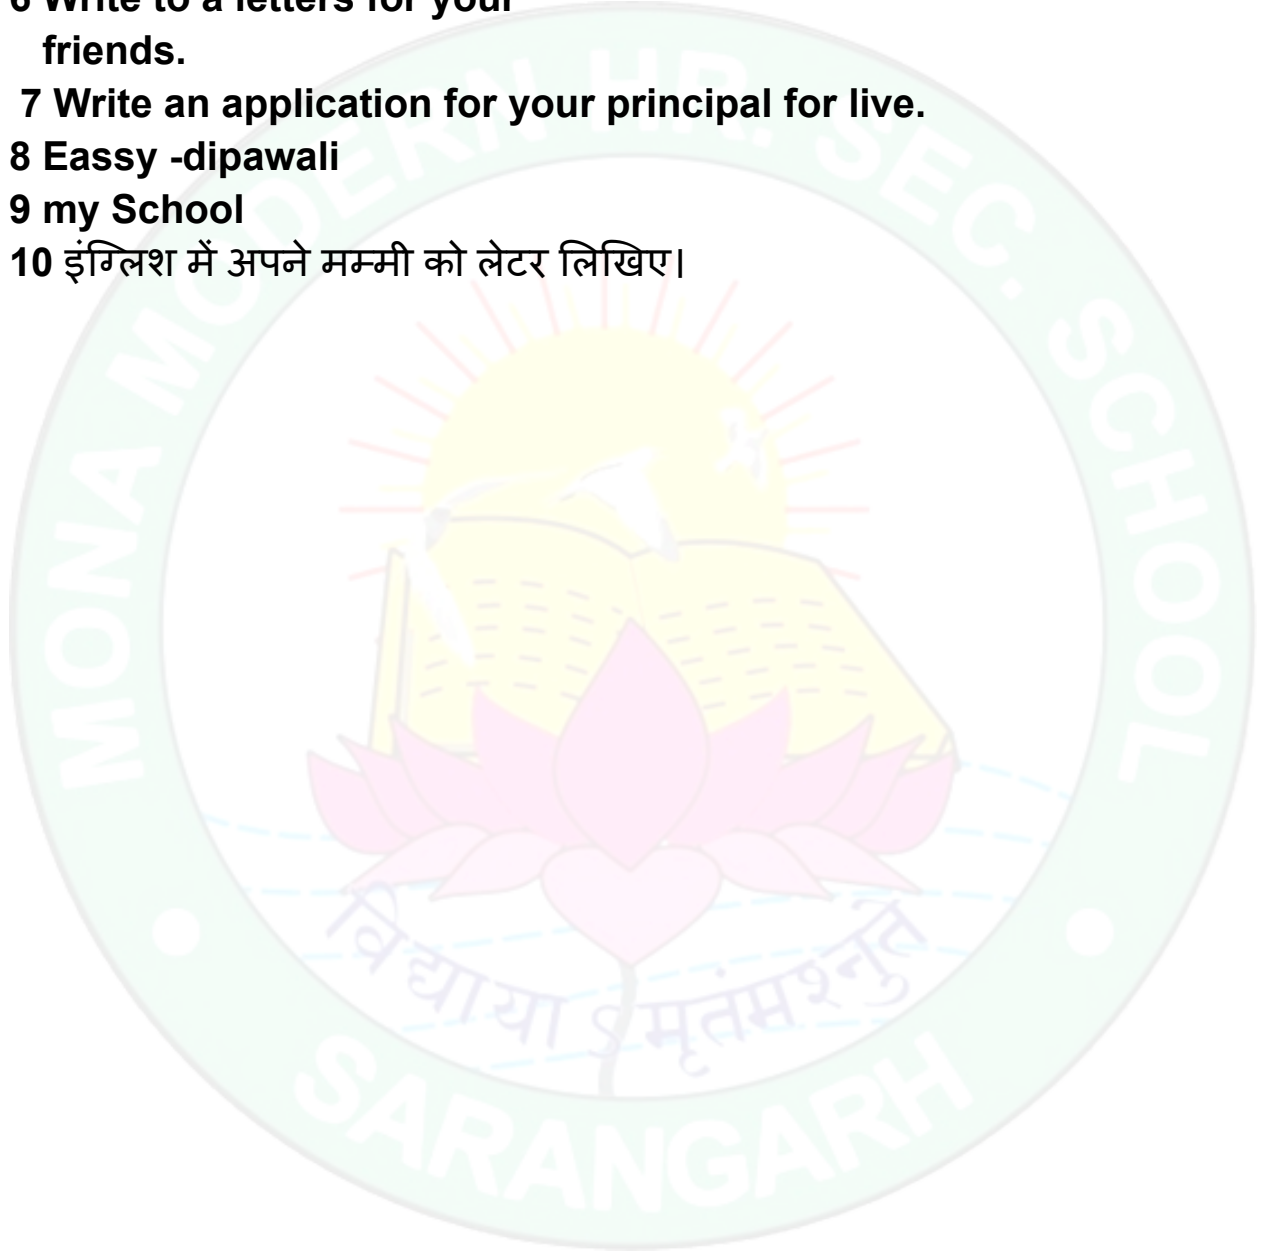 6 Write to a letters for your
friends.
7 Write an application for your principal for live.
8 Eassy -dipawali
9 my School
10 इंग्लिश में अपने मम्मी को लेटर लिखिए।
MONA MODERN HR. SEC. SCHOOL
विद्याया ऽ मृतंमश्नुते
SARANGARH